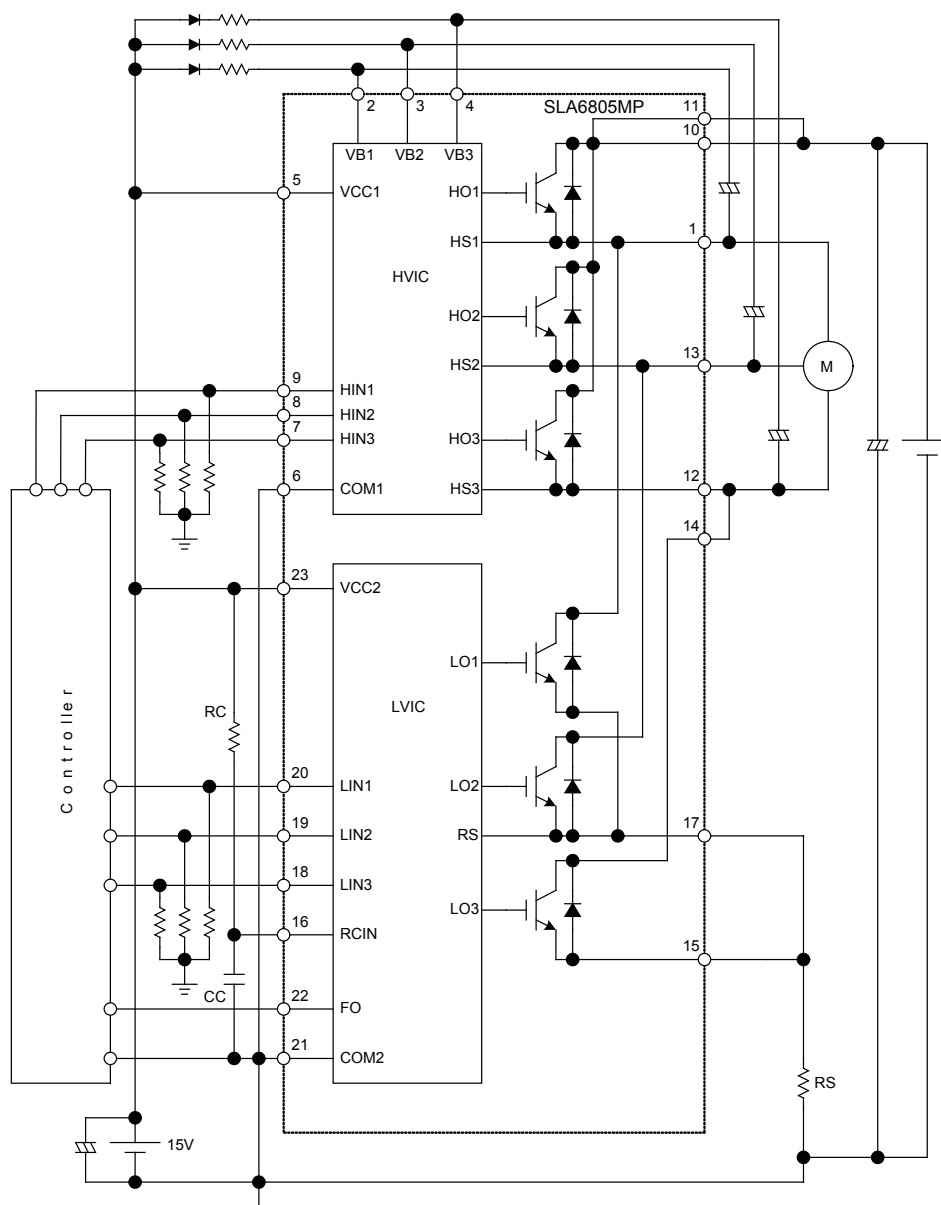 2
3
4
SLA6805MP
11
10
VB1
VB2
VB3
5
VCC1
HO1
1
HS1
HVIC
HO2
13
HS2
M
9
HIN1
8
HIN2
7
HIN3
HO3
6
COM1
12
HS3
14
23
VCC2
LO1
RC
LVIC
Controller
20
LIN1
LO2
19
LIN2
17
RS
18
LIN3
LO3
16
RCIN
15
CC
22
FO
21
COM2
RS
15V